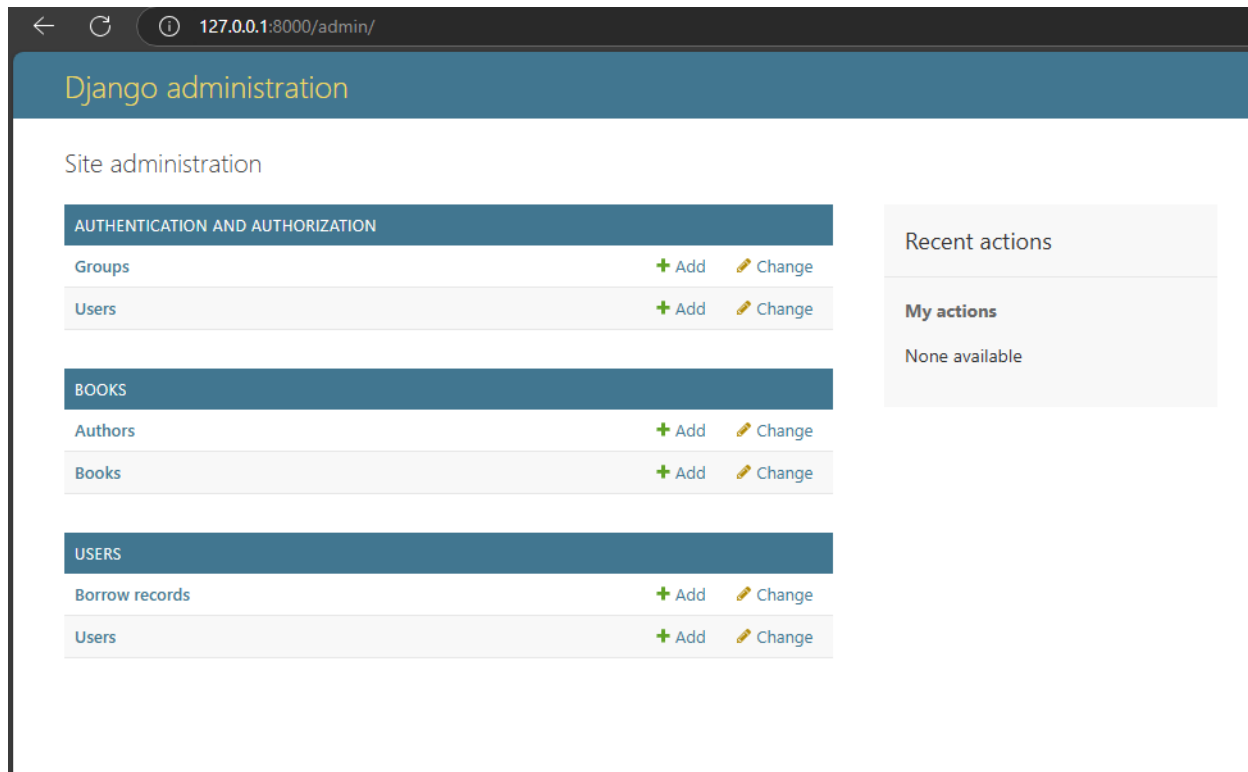 127.0.0.1:8000/admin/
Django administration
Site administration
AUTHENTICATION AND AUTHORIZATION
Groups Add Change
Users Add Change
BOOKS
Authors Add Change
Books Add Change
USERS
Borrow records Add Change
Users Add Change
Recent actions
My actions
None available